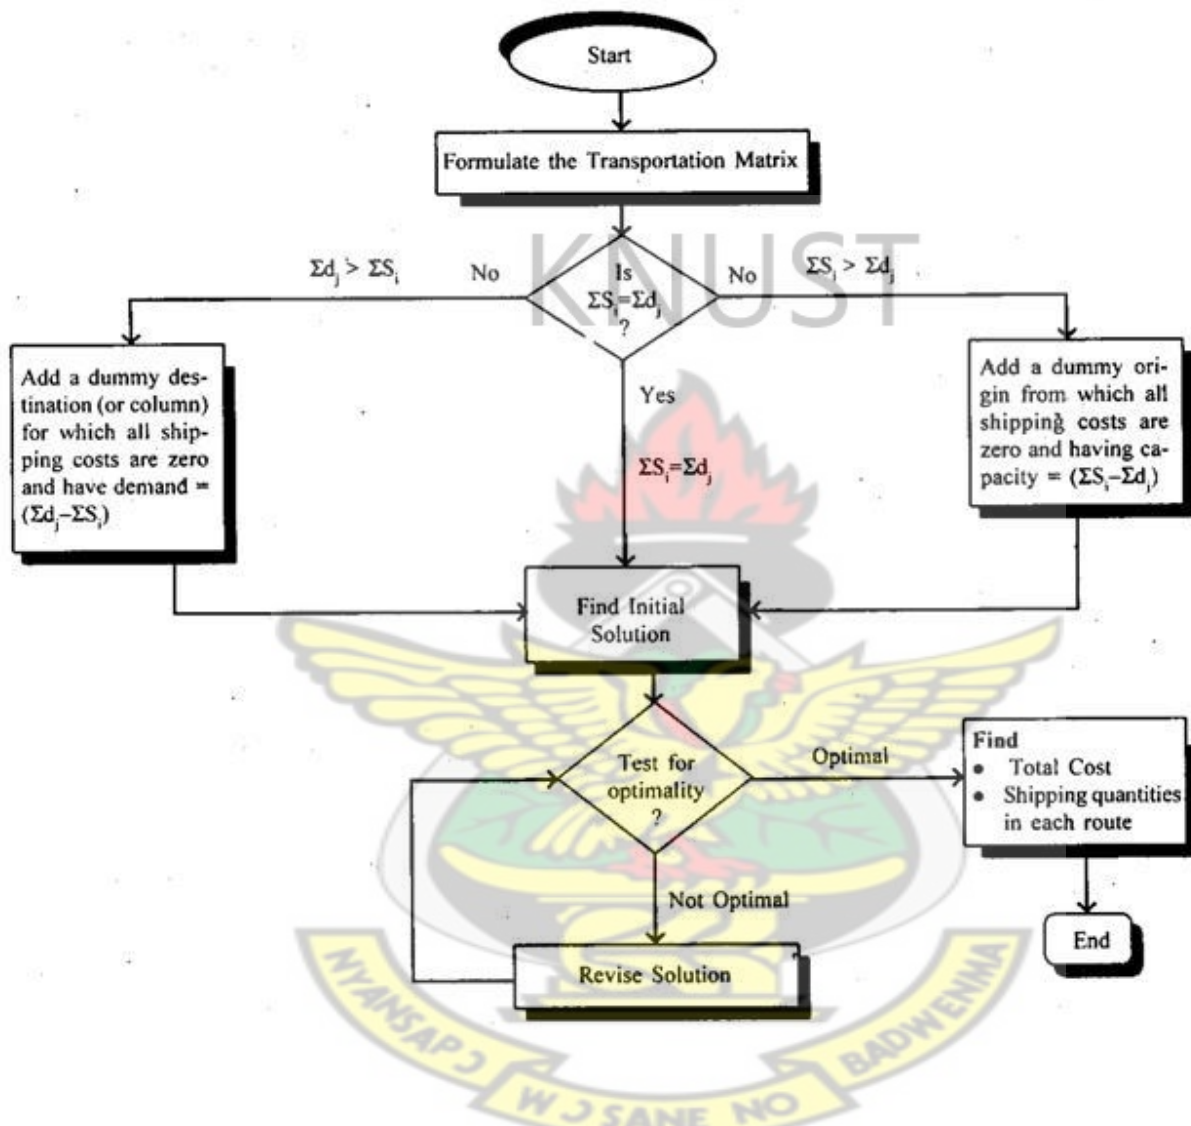 Start
Formulate the Transportation Matrix
KNUST
Σdj > ΣSi
No
Is
ΣSi=Σdj
?
No
ΣSi > Σdj
Add a dummy des-
tination (or column)
for which all ship-
ping costs are zero
and have demand =
(Σdj–ΣSi)
Yes
ΣSi=Σdj
Add a dummy ori-
gin from which all
shipping costs are
zero and having ca-
pacity = (ΣSi–Σdj)
Find Initial
Solution
Test for
optimality
?
Optimal
Find
• Total Cost
• Shipping quantities
in each route
Not Optimal
End
Revise Solution
NYANSAPƆ
WƆ SANE NO
BADWENMA